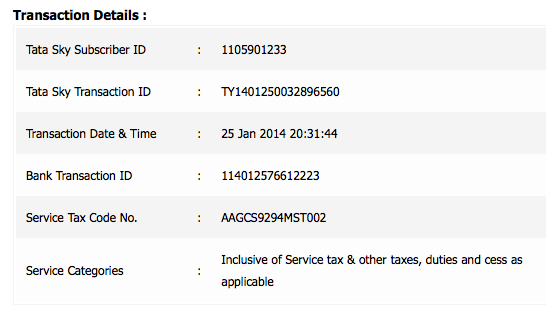 Transaction Details :
Tata Sky Subscriber ID : 1105901233
Tata Sky Transaction ID : TY1401250032896560
Transaction Date & Time : 25 Jan 2014 20:31:44
Bank Transaction ID : 114012576612223
Service Tax Code No. : AAGCS9294MST002
Service Categories : Inclusive of Service tax & other taxes, duties and cess as
applicable